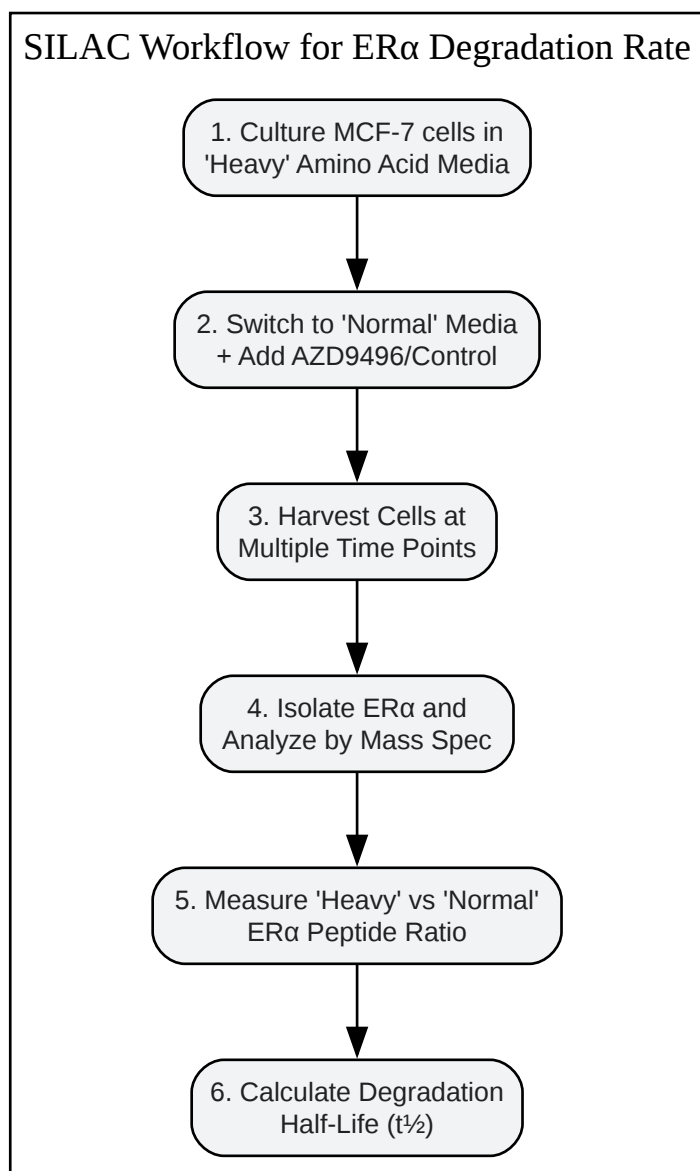 SILAC Workflow for ERα Degradation Rate
1. Culture MCF-7 cells in
'Heavy' Amino Acid Media
2. Switch to 'Normal' Media
+ Add AZD9496/Control
3. Harvest Cells at
Multiple Time Points
4. Isolate ERα and
Analyze by Mass Spec
5. Measure 'Heavy' vs 'Normal'
ERα Peptide Ratio
6. Calculate Degradation
Half-Life (t½)